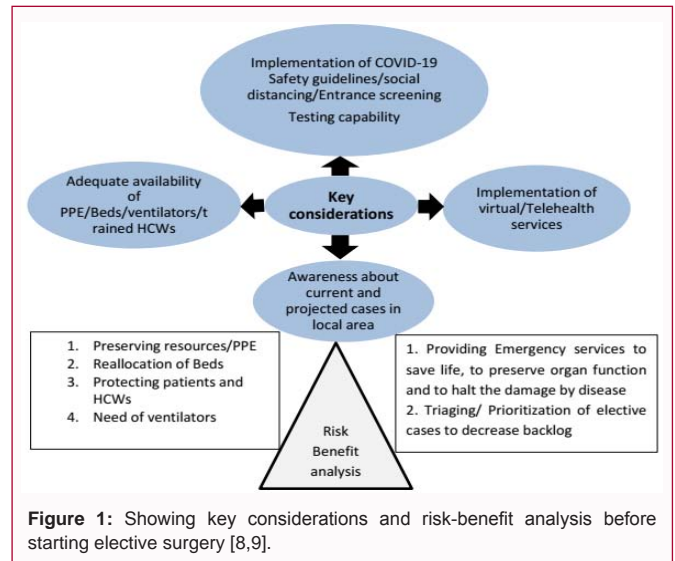 Implementation of COVID-19
Safety guidelines/social
distancing/Entrance screening
Testing capability
Adequate availability
of
PPE/Beds/ventilators/t
rained HCWs
Key
considerations
Implementation of
virtual/Telehealth
services
Awareness about
current and
projected cases in
local area
1. Preserving resources/PPE
2. Reallocation of Beds
3. Protecting patients and
HCWs
4. Need of ventilators
1. Providing Emergency services to
save life, to preserve organ function
and to halt the damage by disease
2. Triaging/ Prioritization of elective
cases to decrease backlog
Risk
Benefit
analysis
Figure 1: Showing key considerations and risk-benefit analysis before
starting elective surgery [8,9].